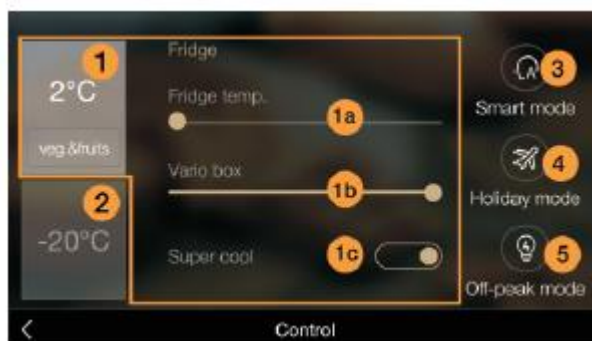 1
2°C
veg.&fruits
2
-20°C
Fridge
Fridge temp.
1a
Vario box
1b
Super cool
1c
3
Smart mode
4
Holiday mode
5
Off-peak mode
<
Control